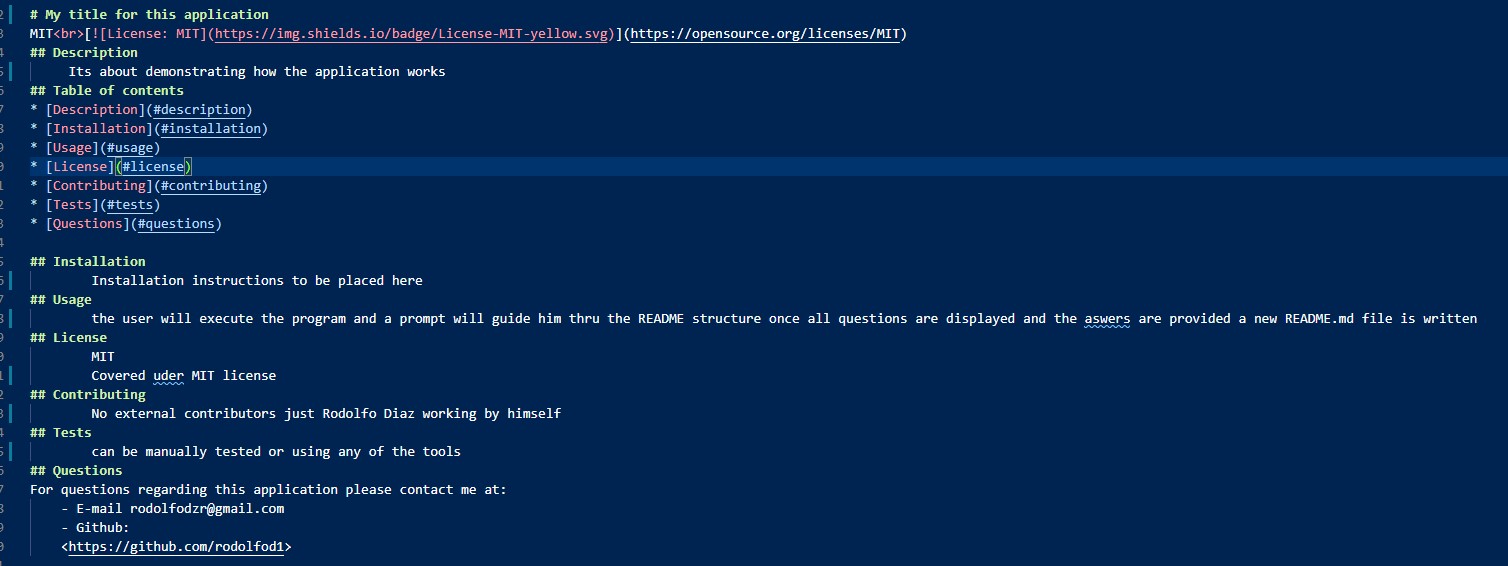 # My title for this application
MIT<br>[![License: MIT](https://img.shields.io/badge/License-MIT-yellow.svg)](https://opensource.org/licenses/MIT)
## Description
Its about demonstrating how the application works
## Table of contents
* [Description](#description)
* [Installation](#installation)
* [Usage](#usage)
* [License](#license)
* [Contributing](#contributing)
* [Tests](#tests)
* [Questions](#questions)
## Installation
Installation instructions to be placed here
## Usage
the user will execute the program and a prompt will guide him thru the README structure once all questions are displayed and the aswers are provided a new README.md file is written
## License
MIT
Covered uder MIT license
## Contributing
No external contributors just Rodolfo Diaz working by himself
## Tests
can be manually tested or using any of the tools
## Questions
For questions regarding this application please contact me at:
- E-mail rodolfodzr@gmail.com
- Github:
<https://github.com/rodolfod1>